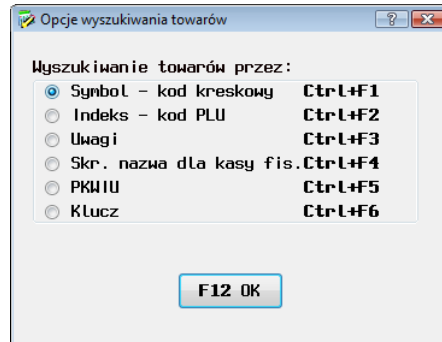 Opcje wyszukiwania towarów
Wyszukiwanie towarów przez:
Symbol - kod kreskowy Ctrl+F1
Indeks - kod PLU Ctrl+F2
Uwagi Ctrl+F3
Skr. nazwa dla kasy fis. Ctrl+F4
PKWIU Ctrl+F5
Klucz Ctrl+F6
F12 OK